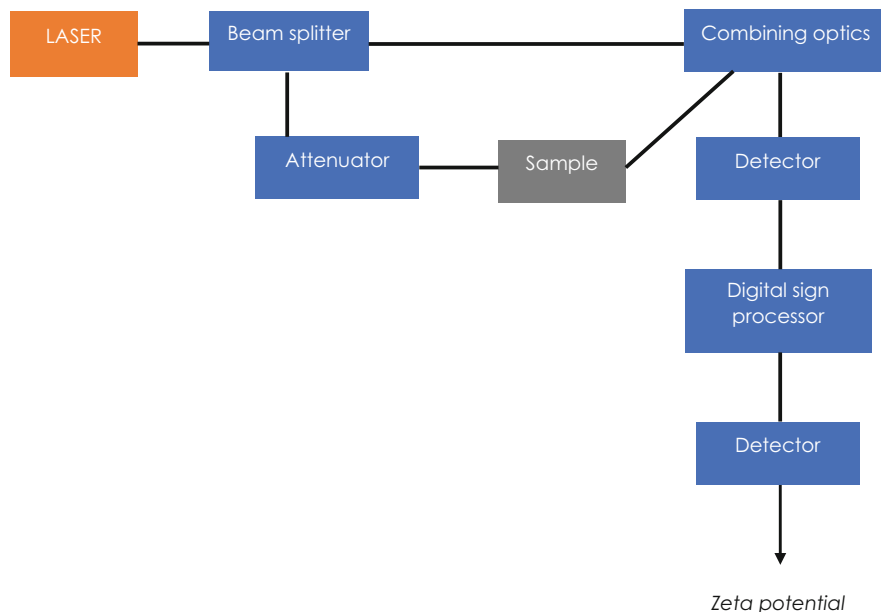 LASER
Beam splitter
Combining optics
Attenuator
Sample
Detector
Digital sign
processor
Detector
Zeta potential